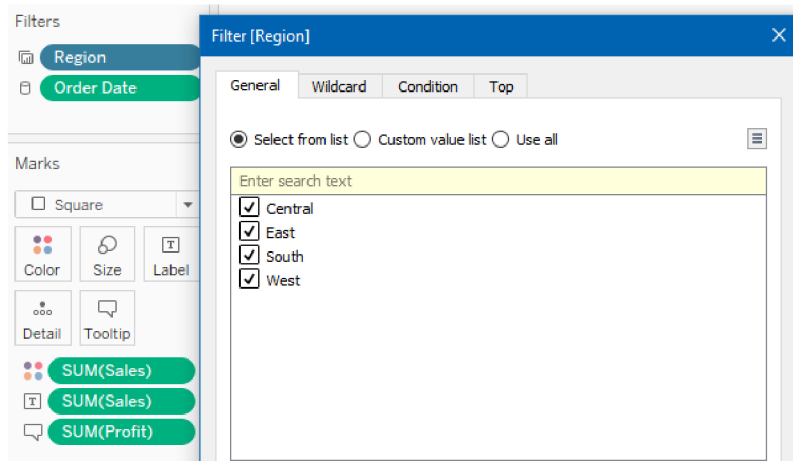 Filters
Region
Order Date
Marks
Square
Color Size Label
Detail Tooltip
SUM(Sales)
T SUM(Sales)
SUM(Profit)
Filter [Region]
General Wildcard Condition Top
Select from list Custom value list Use all
Enter search text
Central
East
South
West